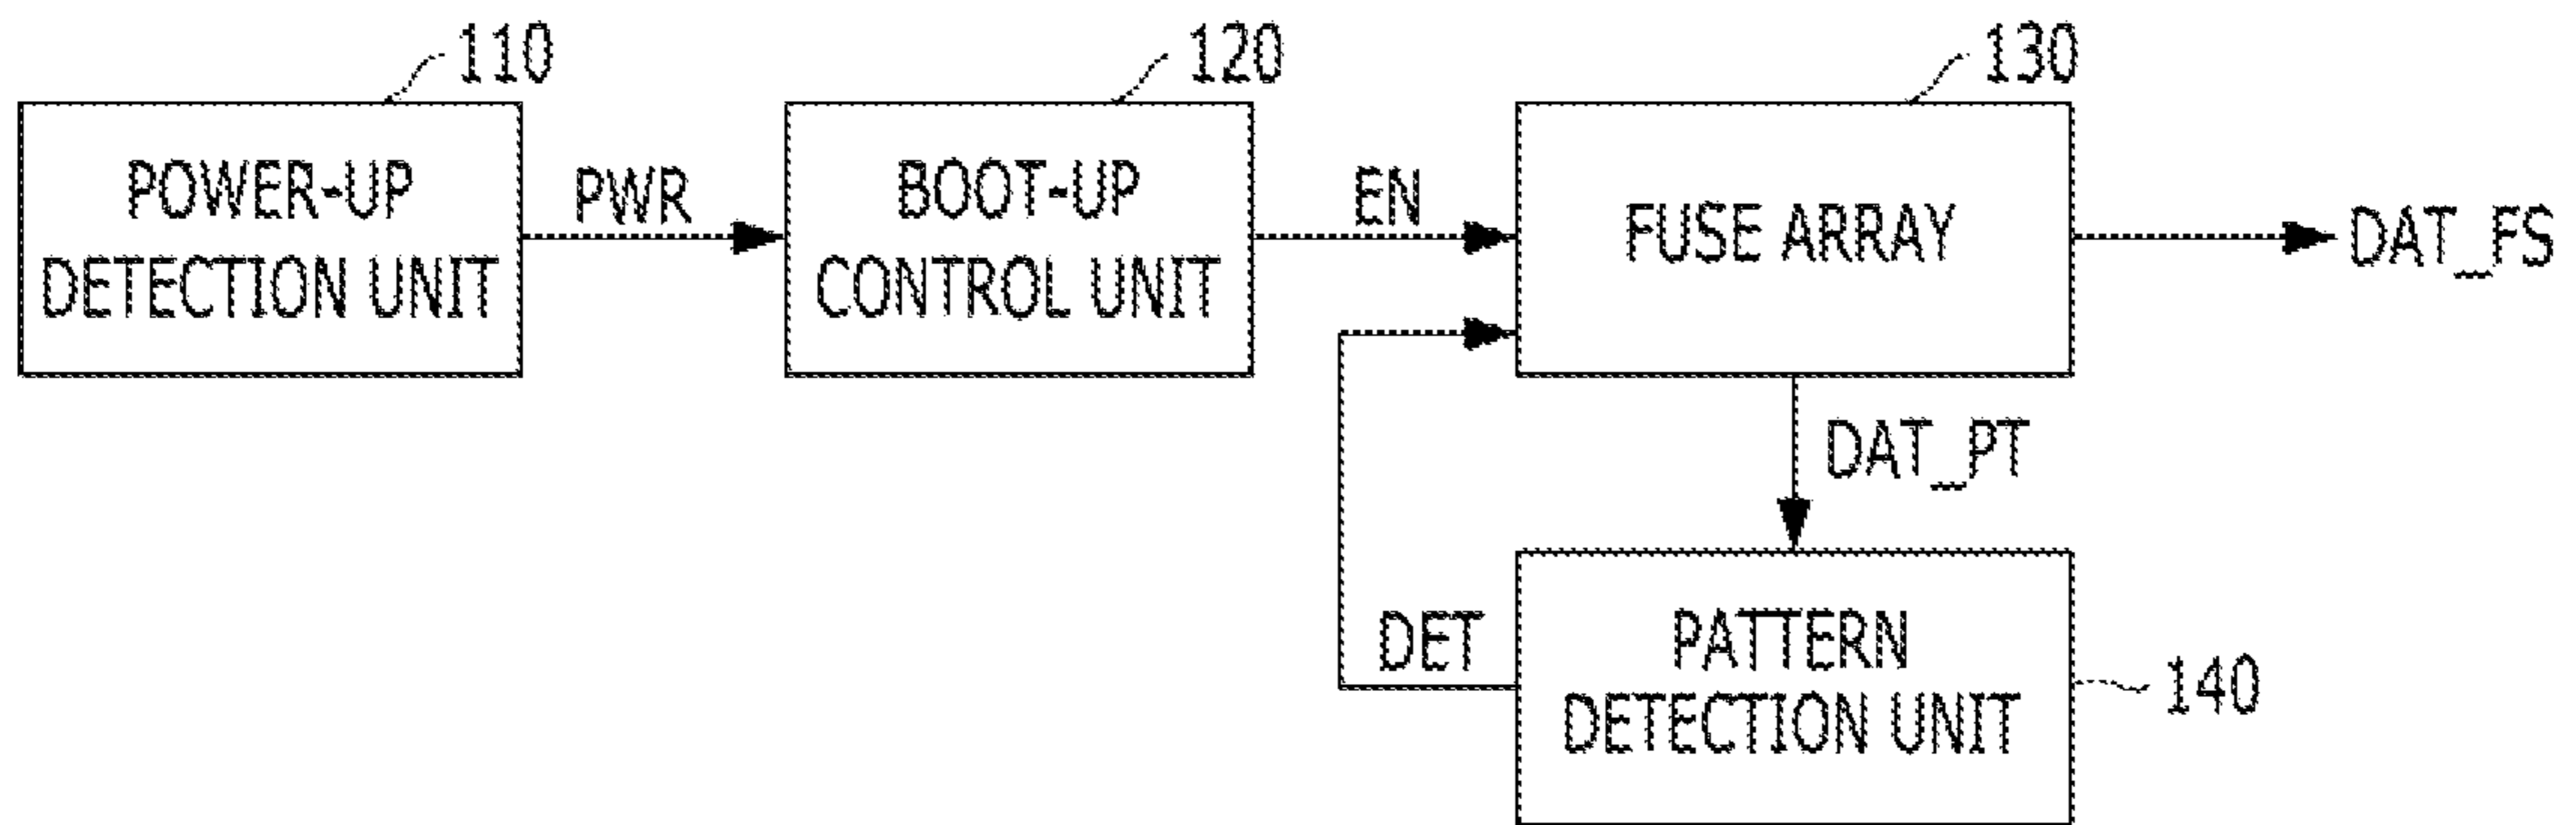 110
120
130
POWER-UP
DETECTION UNIT
PWR
BOOT-UP
CONTROL UNIT
EN
FUSE ARRAY
DAT_FS
DAT_PT
DET
PATTERN
DETECTION UNIT
140